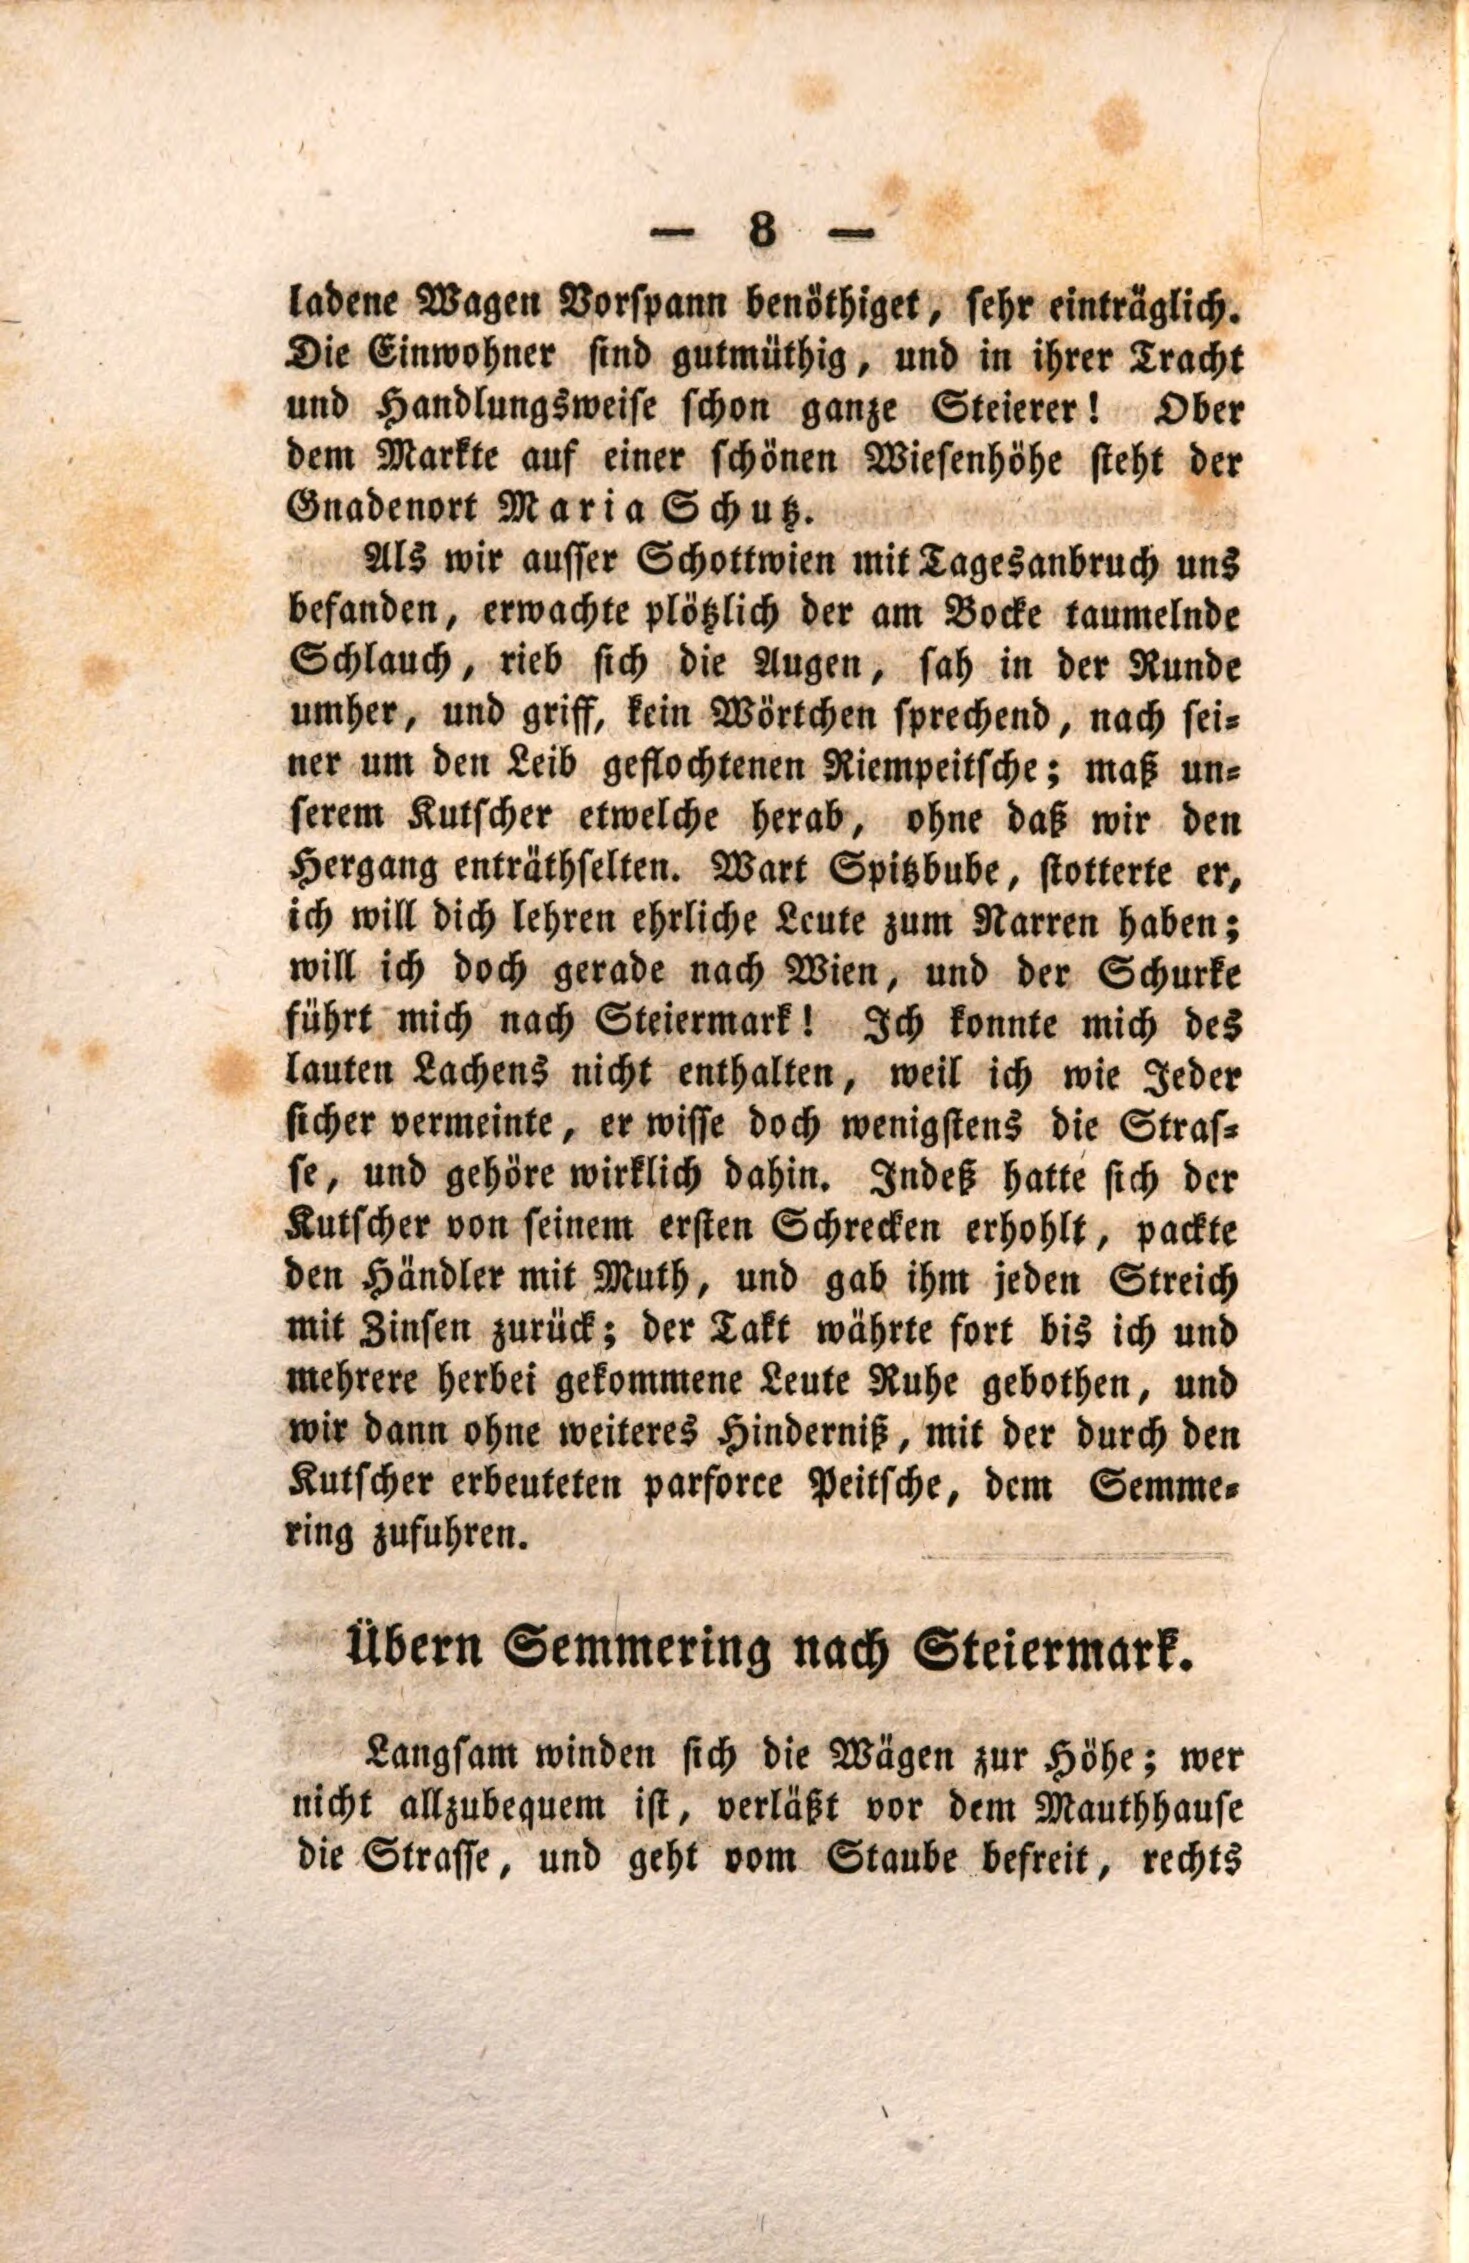 — 8 —
ladene Wagen Vorspann benöthiget, sehr einträglich.
Die Einwohner sind gutmüthig, und in ihrer Tracht
und Handlungsweise schon ganze Steierer! Ober
dem Markte auf einer schönen Wiesenhöhe steht der
Gnadenort Maria Schutz.
Als wir ausser Schottwien mit Tagesanbruch uns
befanden, erwachte plötzlich der am Bocke taumelnde
Schlauch, rieb sich die Augen, sah in der Runde
umher, und griff, kein Wörtchen sprechend, nach sei-
ner um den Leib geflochtenen Riempeitsche; maß un-
serem Kutscher etwelche herab, ohne daß wir den
Hergang enträthselten. Wart Spitzbube, stotterte er,
ich will dich lehren ehrliche Leute zum Narren haben;
will ich doch gerade nach Wien, und der Schurke
führt mich nach Steiermark! Ich konnte mich des
lauten Lachens nicht enthalten, weil ich wie Jeder
sicher vermeinte, er wisse doch wenigstens die Stras-
se, und gehöre wirklich dahin. Indeß hatte sich der
Kutscher von seinem ersten Schrecken erhohlt, packte
den Händler mit Muth, und gab ihm jeden Streich
mit Zinsen zurück; der Takt währte fort bis ich und
mehrere herbei gekommene Leute Ruhe gebothen, und
wir dann ohne weiteres Hinderniß, mit der durch den
Kutscher erbeuteten parforce Peitsche, dem Semme-
ring zufuhren.
Übern Semmering nach Steiermark.
Langsam winden sich die Wägen zur Höhe; wer
nicht allzubequem ist, verläßt vor dem Mauthhause
die Strasse, und geht vom Staube befreit, rechts